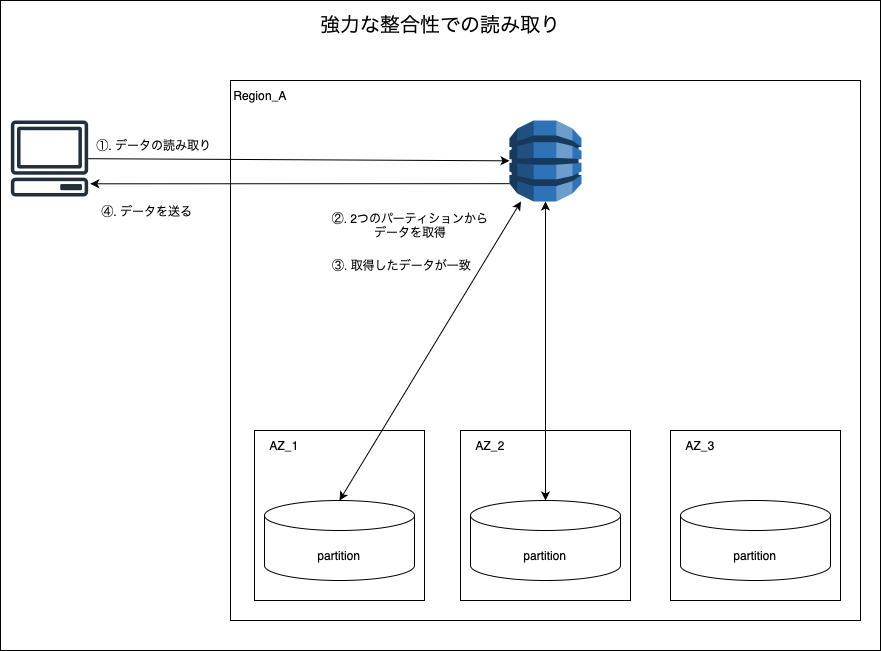 強力な整合性での読み取り
Region_A
①. データの読み取り
④. データを送る
②. 2つのパーティションから
データを取得
③. 取得したデータが一致
AZ_1
AZ_2
AZ_3
partition
partition
partition